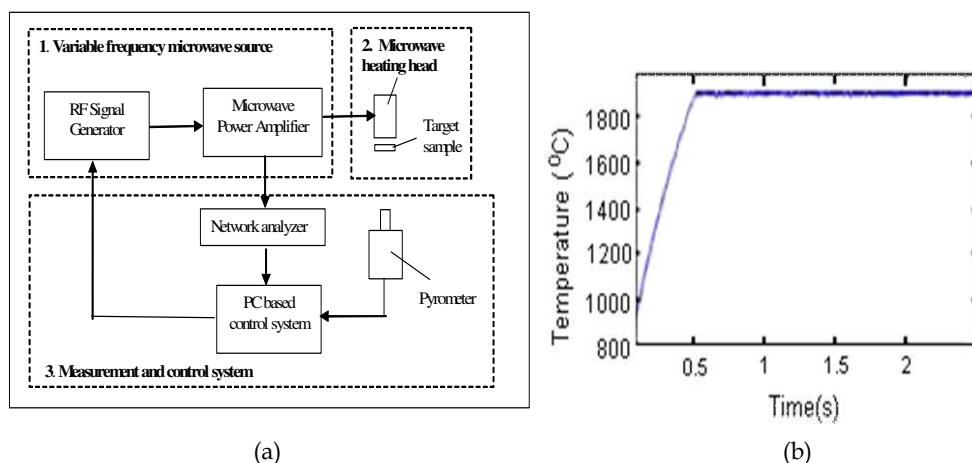 1. Variable frequency microwave source
2. Microwave
heating head
RF Signal
Generator
Microwave
Power Amplifier
Target
sample
Network analyzer
Pyrometer
PC based
control system
3. Measurement and control system
(a)
Temperature (⁰C)
1800
1600
1400
1200
1000
800
0.5 1 1.5 2
Time(s)
(b)